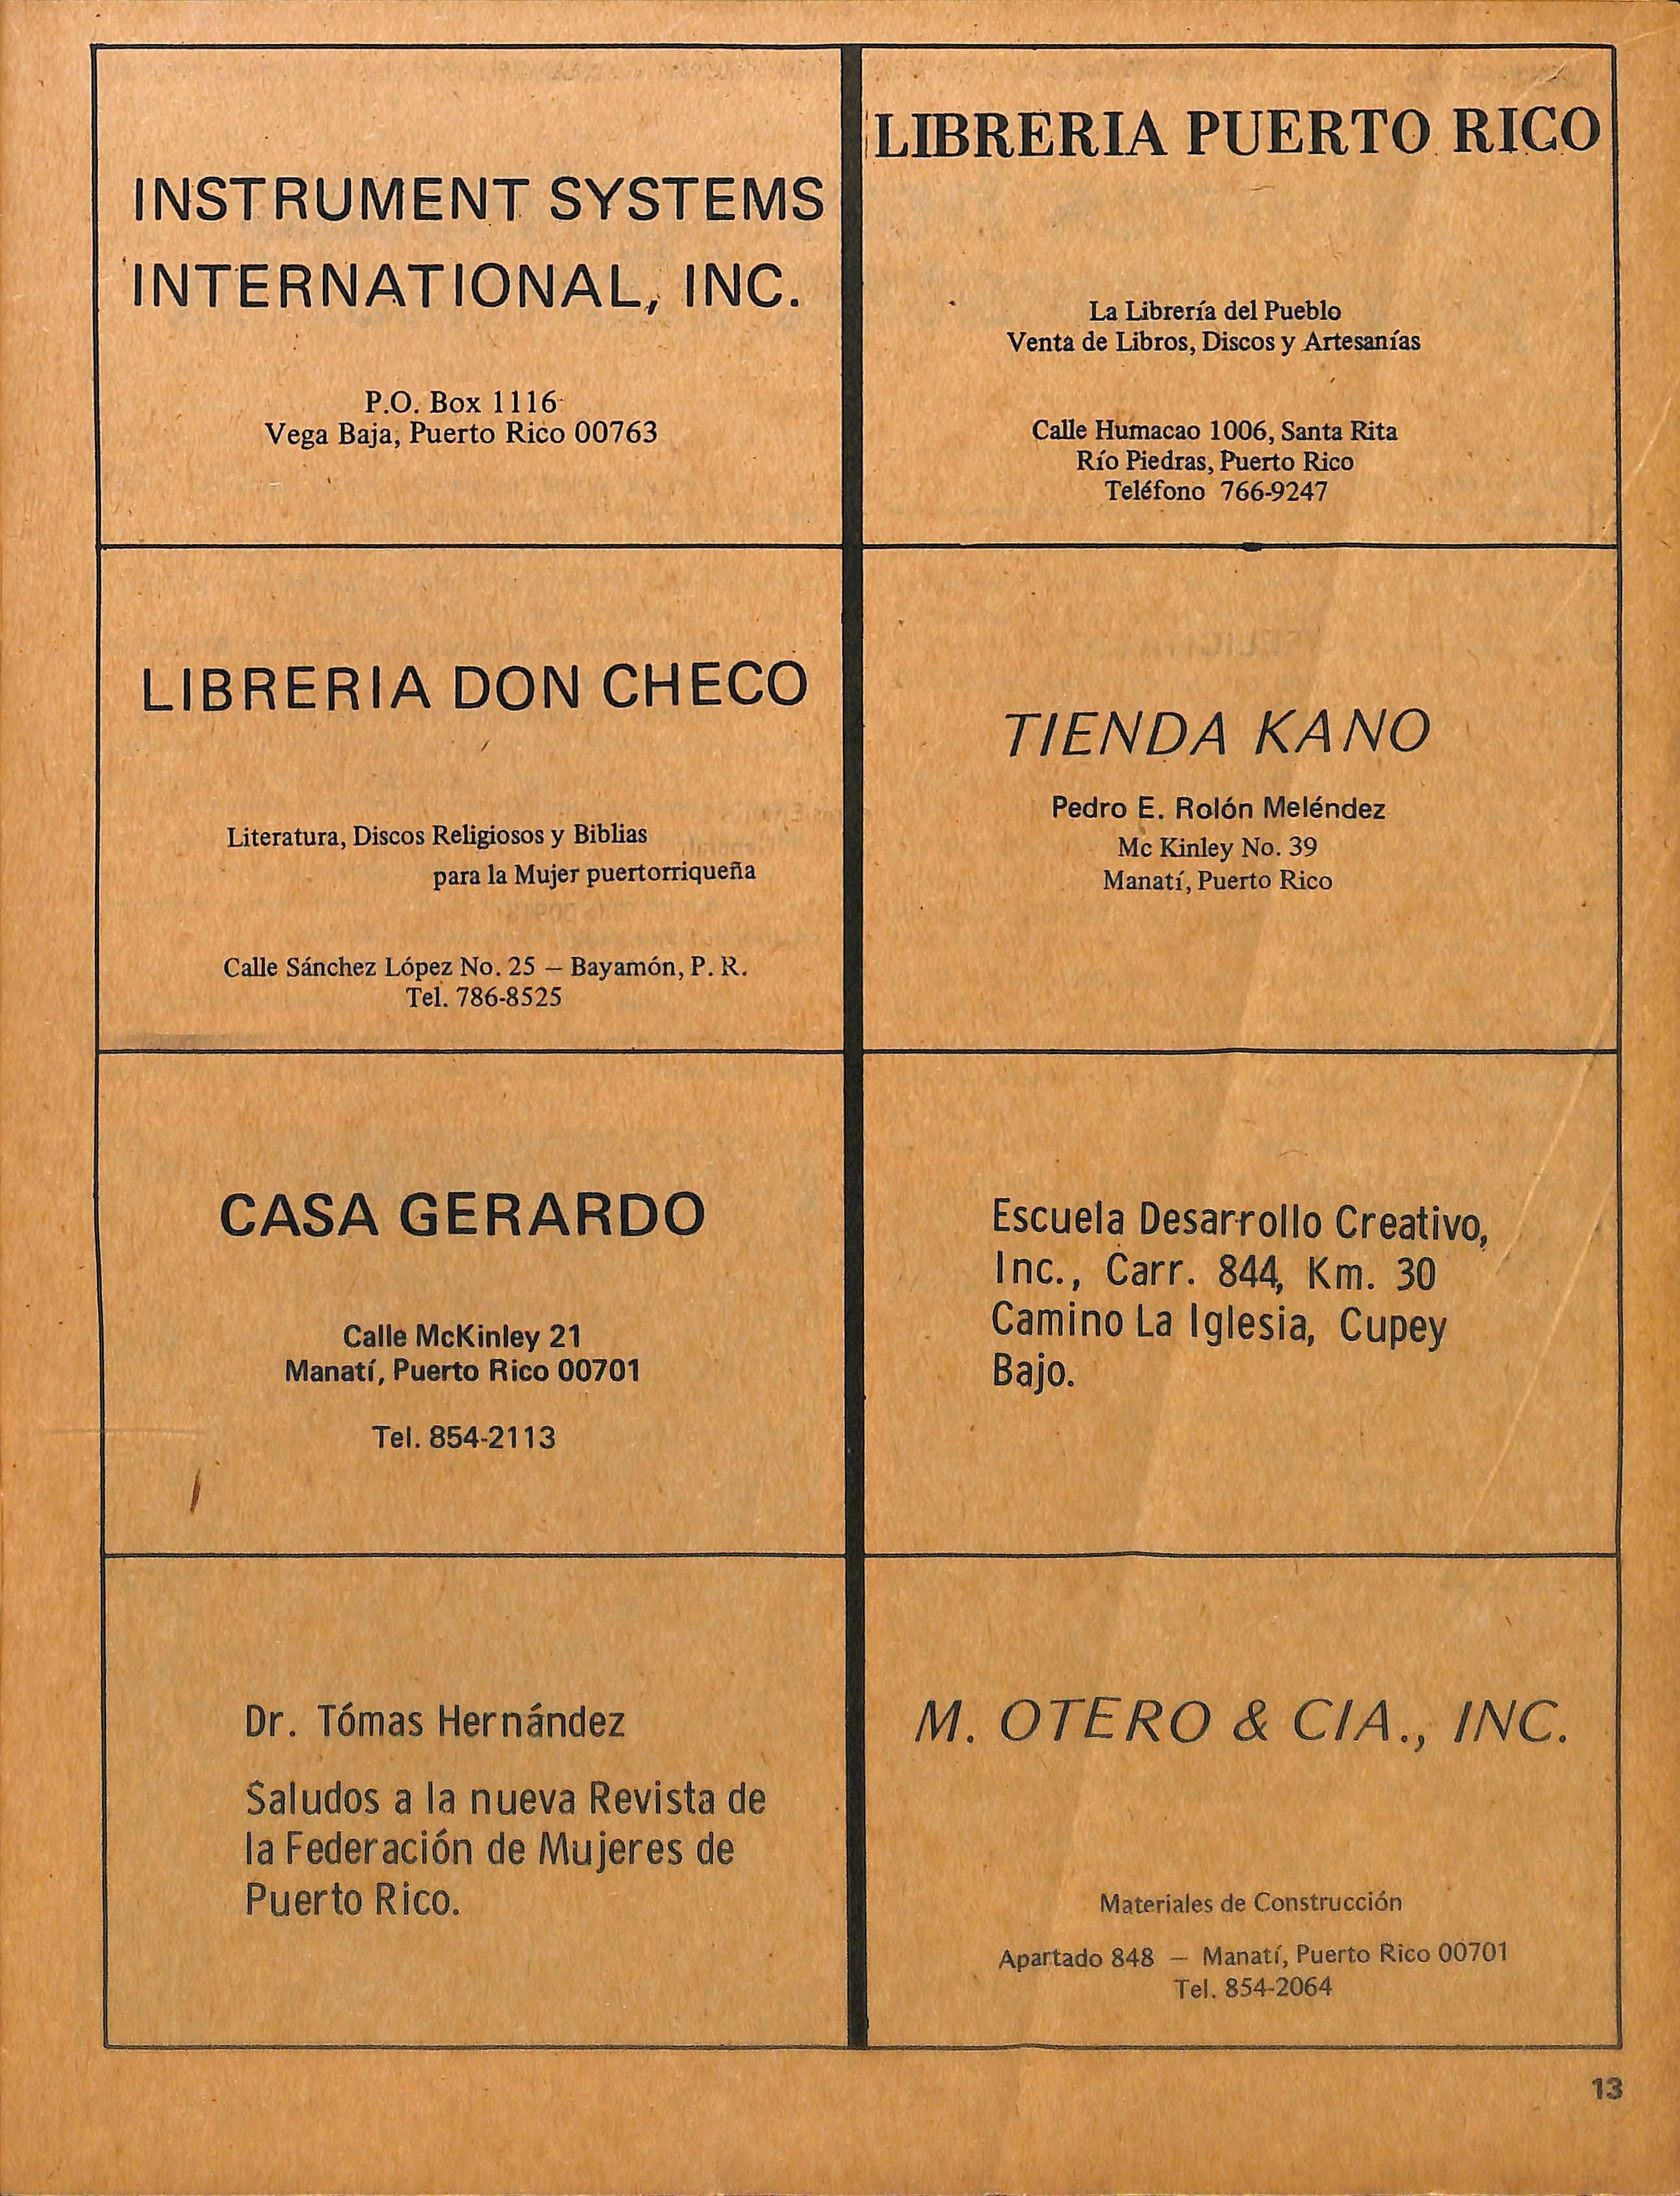 INSTRUMENT SYSTEMS
INTERNATIONAL, INC.
P.O. Box 1116
Vega Baja, Puerto Rico 00763
LIBRERIA PUERTO RICO
La Librería del Pueblo
Venta de Libros, Discos y Artesanías
Calle Humacao 1006, Santa Rita
Río Piedras, Puerto Rico
Teléfono 766-9247
LIBRERIA DON CHECO
Literatura, Discos Religiosos y Biblias
para la Mujer puertorriqueña
Calle Sánchez López No. 25 – Bayamón, P. R.
Tel. 786-8525
TIENDA KANO
Pedro E. Rolón Meléndez
Mc Kinley No. 39
Manatí, Puerto Rico
CASA GERARDO
Calle McKinley 21
Manatí, Puerto Rico 00701
Tel. 854-2113
Escuela Desarrollo Creativo,
Inc., Carr. 844, Km. 30
Camino La Iglesia, Cupey
Bajo.
Dr. Tómas Hernández
Saludos a la nueva Revista de
la Federación de Mujeres de
Puerto Rico.
M. OTERO & CIA., INC.
Materiales de Construcción
Apartado 848 – Manatí, Puerto Rico 00701
Tel. 854-2064
13